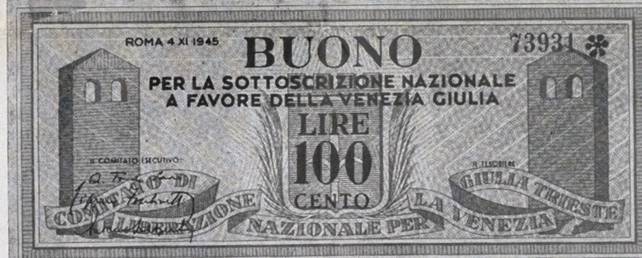 ROMA 4 XI 1945
BUONO
73931
PER LA SOTTOSCRIZIONE NAZIONALE
A FAVORE DELLA VENEZIA GIULIA
LIRE
100
CENTO
IL COMITATO ESECUTIVO
IL TESORIERE
COMITATO DI LIBERAZIONE NAZIONALE PER LA VENEZIA GIULIA TRIESTE